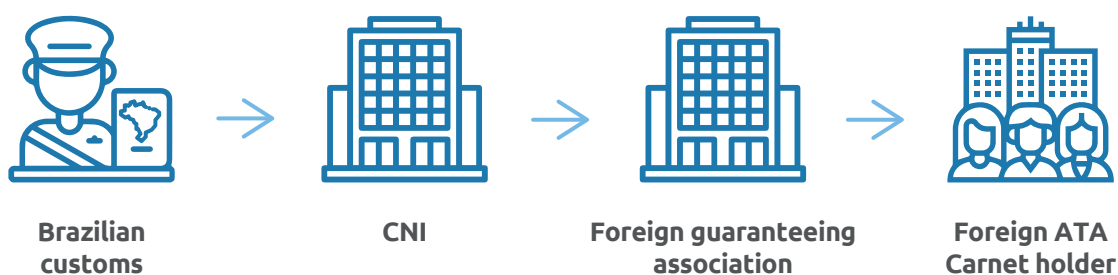 Brazilian
customs
CNI
Foreign guaranteeing
association
Foreign ATA
Carnet holder